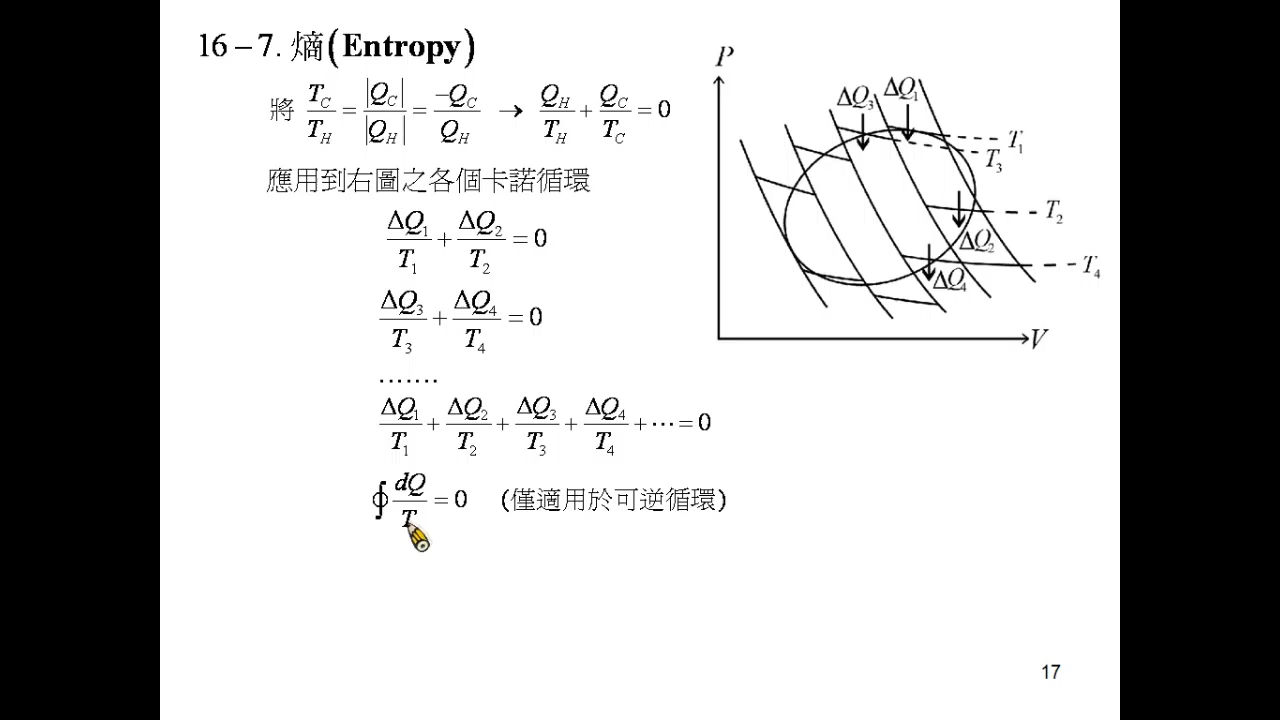 16－7. 熵(Entropy)
將 T_C/T_H = |Q_C|/|Q_H| = −Q_C/Q_H → Q_H/T_H + Q_C/T_C = 0
應用到右圖之各個卡諾循環
ΔQ₁/T₁ + ΔQ₂/T₂ = 0
ΔQ₃/T₃ + ΔQ₄/T₄ = 0
.......
ΔQ₁/T₁ + ΔQ₂/T₂ + ΔQ₃/T₃ + ΔQ₄/T₄ + ⋯ = 0
∮ dQ/T = 0 (僅適用於可逆循環)
P
ΔQ₃ ΔQ₁
T₁
T₃
T₂
ΔQ₂
T₄
ΔQ₄
V
17